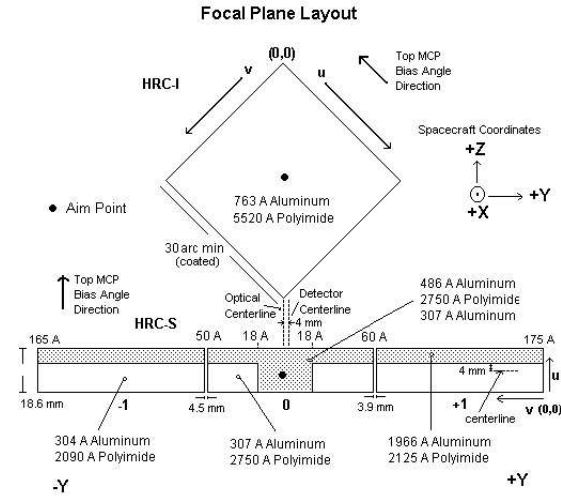 Focal Plane Layout
(0,0)
v
u
HRC-I
Top MCP
Bias Angle
Direction
Spacecraft Coordinates
+Z
+Y
+X
Aim Point
763 A Aluminum
5520 A Polyimide
30 arc min
(coated)
Top MCP
Bias Angle
Direction
Optical
Centerline
Detector
Centerline
4 mm
486 A Aluminum
2750 A Polyimide
307 A Aluminum
HRC-S
165 A
50 A
18 A
18 A
60 A
175 A
4 mm
u
18.6 mm
-1
4.5 mm
0
3.9 mm
+1
centerline
v (0,0)
304 A Aluminum
2090 A Polyimide
307 A Aluminum
2750 A Polyimide
1966 A Aluminum
2125 A Polyimide
-Y
+Y